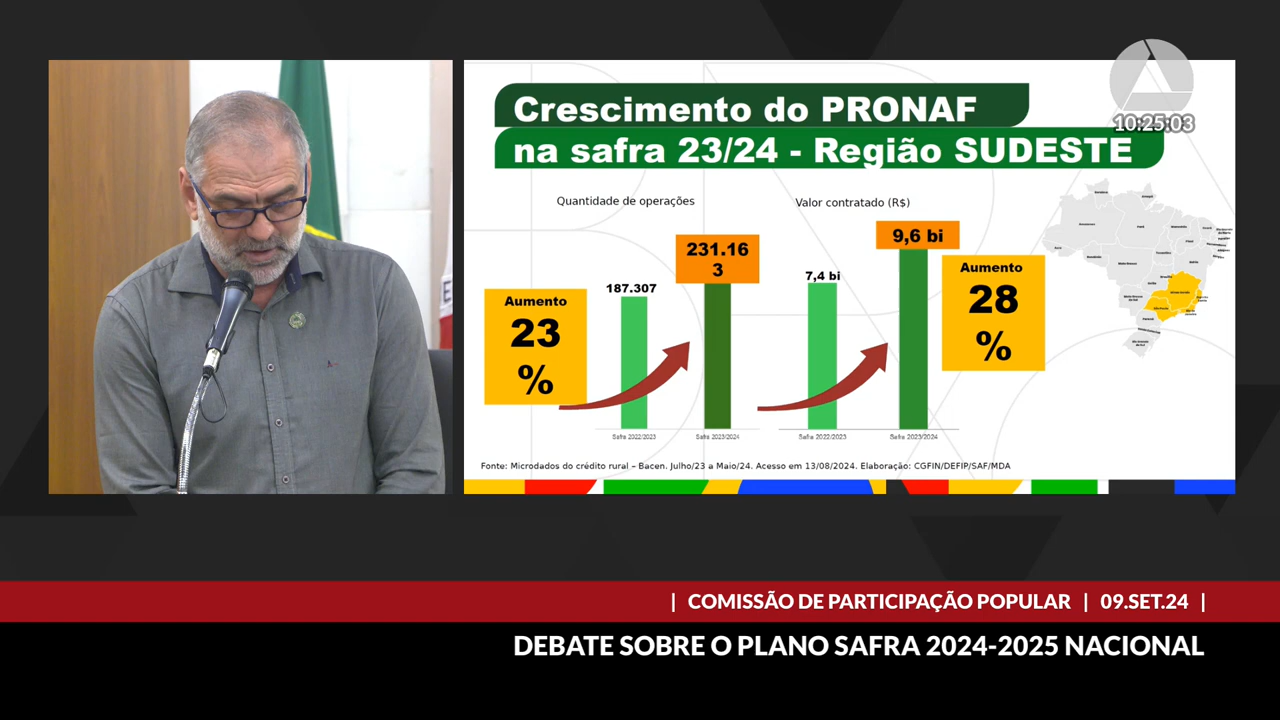 Crescimento do PRONAF
na safra 23/24 - Região SUDESTE
10:25:03
Quantidade de operações
Valor contratado (R$)
Aumento
23
%
187.307
231.16
3
Safra 2022/2023
Safra 2023/2024
7,4 bi
9,6 bi
Safra 2022/2023
Safra 2023/2024
Aumento
28
%
Fonte: Microdados do crédito rural – Bacen. Julho/23 a Maio/24. Acesso em 13/08/2024. Elaboração: CGFIN/DEFIP/SAF/MDA
| COMISSÃO DE PARTICIPAÇÃO POPULAR | 09.SET.24 |
DEBATE SOBRE O PLANO SAFRA 2024-2025 NACIONAL